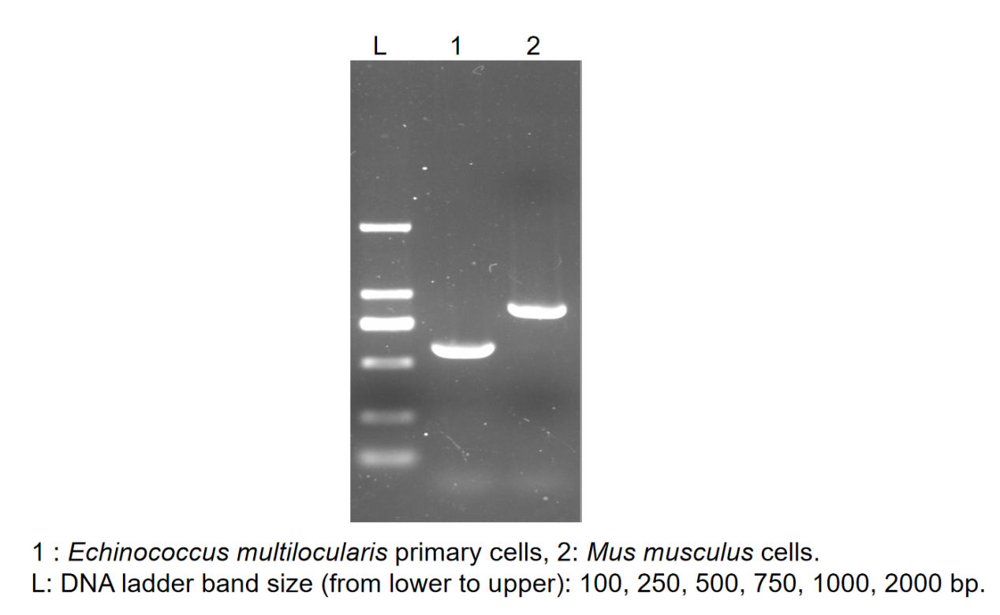 L 1 2
1 : Echinococcus multilocularis primary cells, 2: Mus musculus cells.
L: DNA ladder band size (from lower to upper): 100, 250, 500, 750, 1000, 2000 bp.